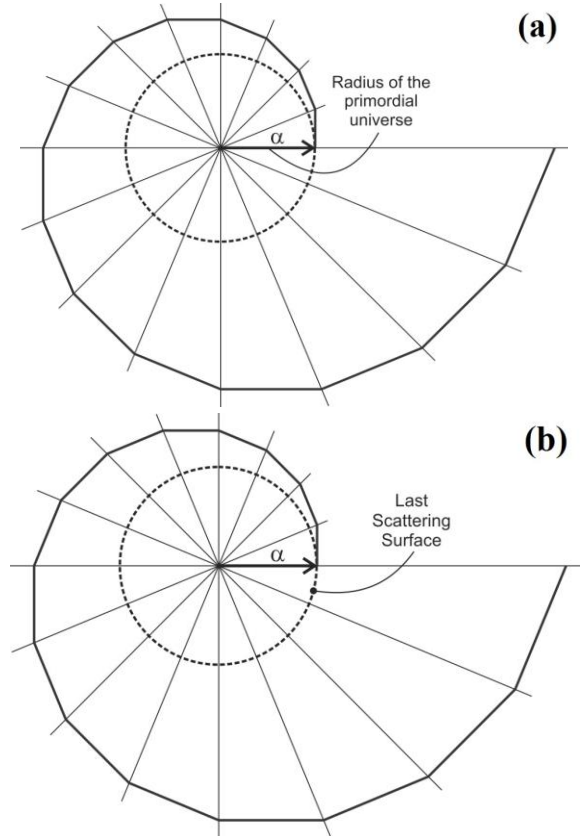 (a)
Radius of the
primordial
universe
α
(b)
Last
Scattering
Surface
α